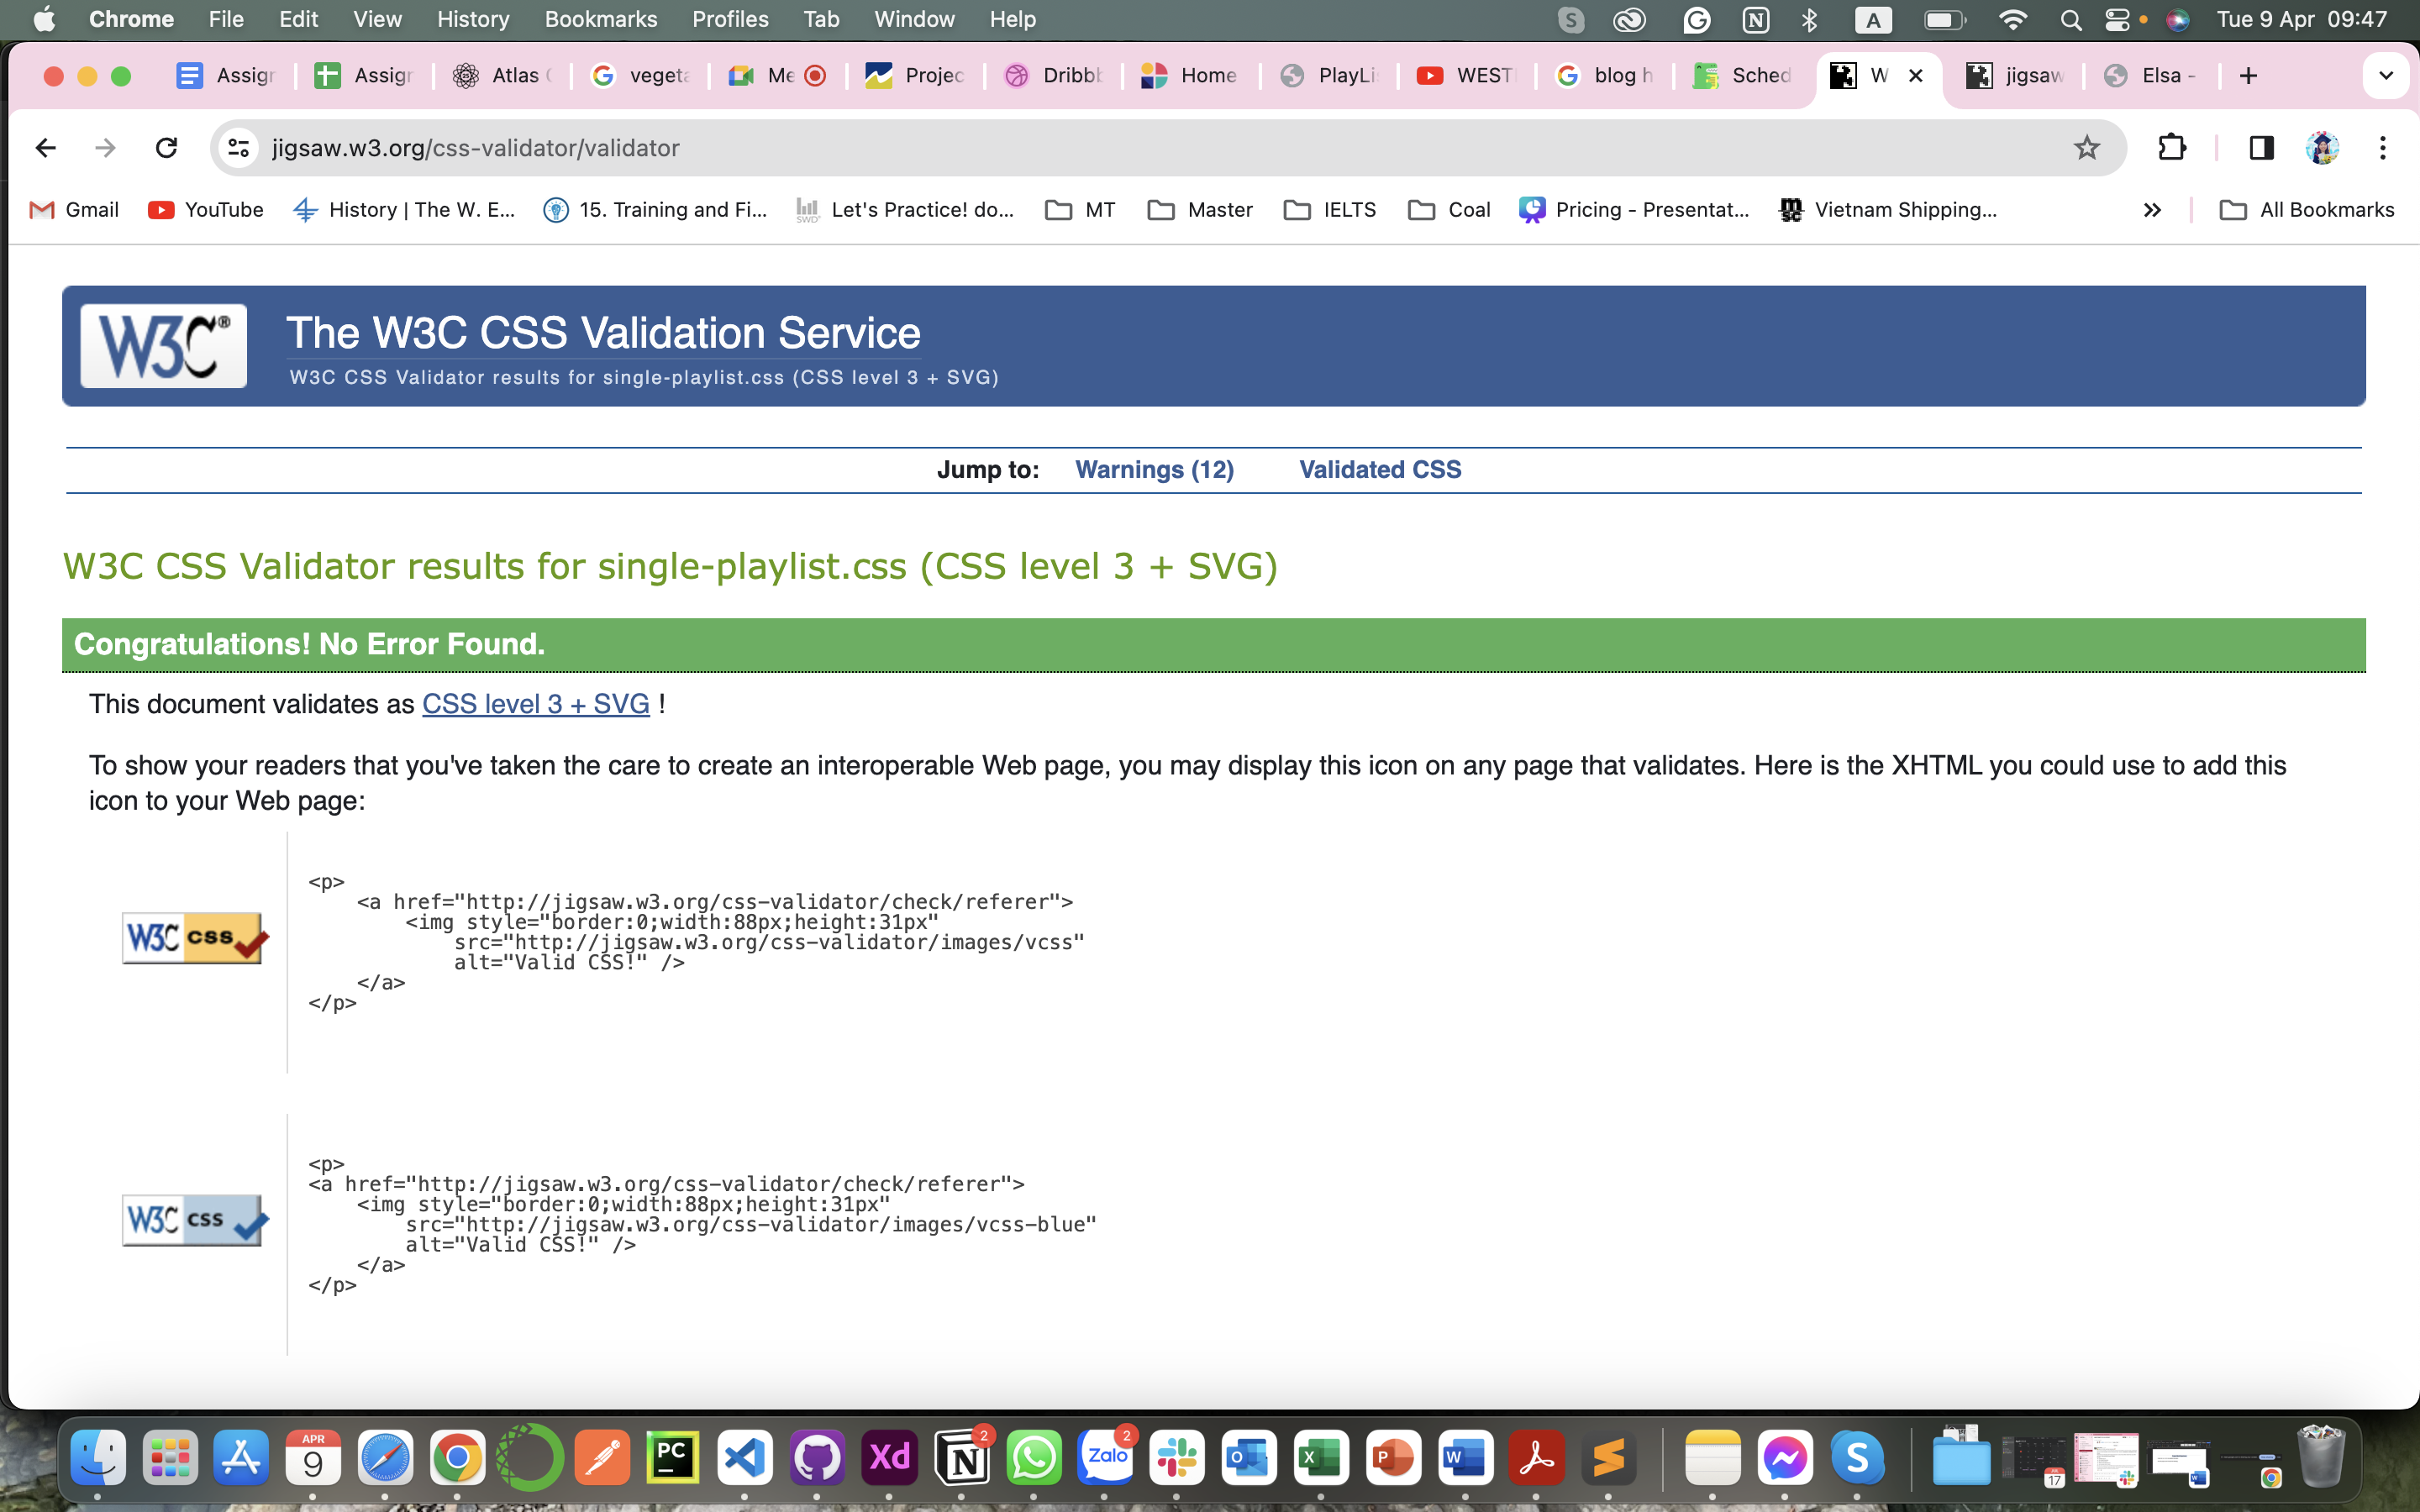 Chrome File Edit View History Bookmarks Profiles Tab Window Help A Tue 9 Apr 09:47
Assign Assign Atlas vegeta Me Projec Dribbb Home PlayLi WEST blog h Sched W jigsaw Elsa -
jigsaw.w3.org/css-validator/validator
Gmail YouTube History | The W. E... 15. Training and Fi... Let's Practice! do... MT Master IELTS Coal Pricing - Presentat... Vietnam Shipping... All Bookmarks
W3C® The W3C CSS Validation Service
W3C CSS Validator results for single-playlist.css (CSS level 3 + SVG)
Jump to: Warnings (12) Validated CSS
W3C CSS Validator results for single-playlist.css (CSS level 3 + SVG)
Congratulations! No Error Found.
This document validates as CSS level 3 + SVG !
To show your readers that you've taken the care to create an interoperable Web page, you may display this icon on any page that validates. Here is the XHTML you could use to add this
icon to your Web page:
<p>
<a href="http://jigsaw.w3.org/css-validator/check/referer">
<img style="border:0;width:88px;height:31px"
W3C css
src="http://jigsaw.w3.org/css-validator/images/vcss"
alt="Valid CSS!" />
</a>
</p>
<p>
<a href="http://jigsaw.w3.org/css-validator/check/referer">
<img style="border:0;width:88px;height:31px"
W3C css
src="http://jigsaw.w3.org/css-validator/images/vcss-blue"
alt="Valid CSS!" />
</a>
</p>
APR 9 PC Xd N 2 Zalo 2 O X P W S 17